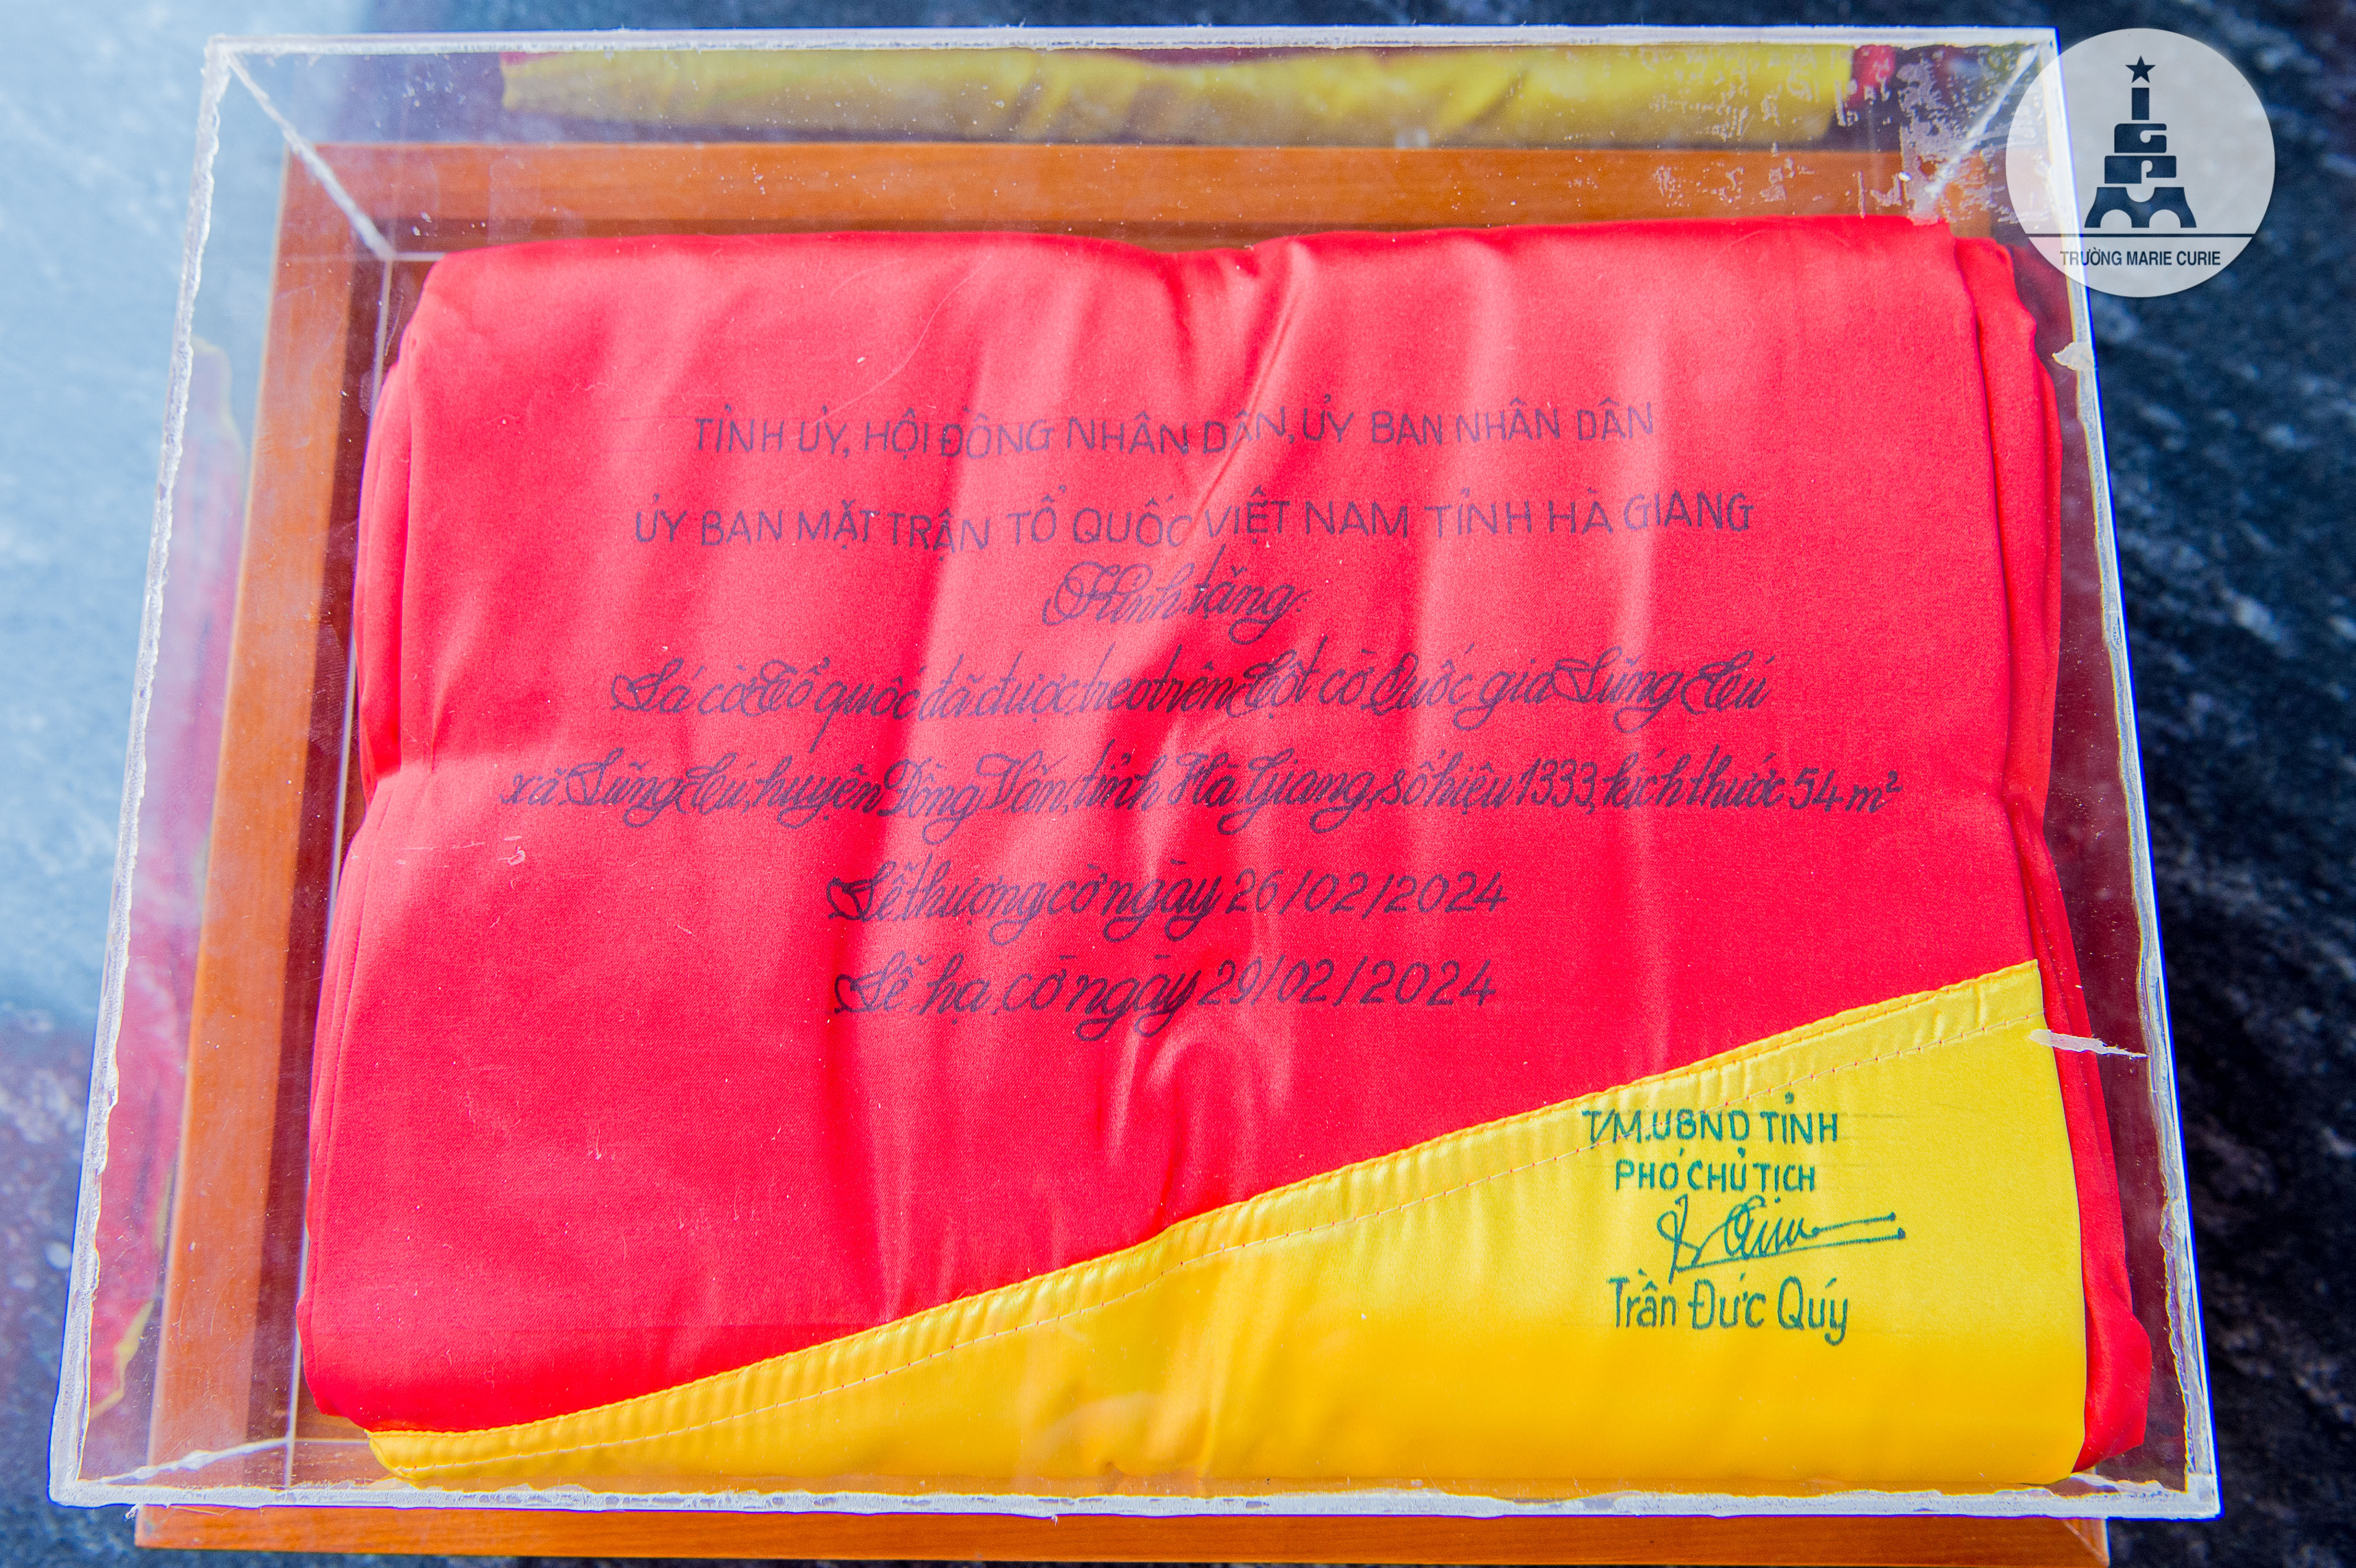 TỈNH ỦY, HỘI ĐỒNG NHÂN DÂN, ỦY BAN NHÂN DÂN
ỦY BAN MẶT TRẬN TỔ QUỐC VIỆT NAM TỈNH HÀ GIANG
Kính tặng:
Lá cờ Tổ quốc đã được treo trên Cột cờ Quốc gia Lũng Cú
xã Lũng Cú, huyện Đồng Văn, tỉnh Hà Giang, số hiệu 1333, kích thước 54 m²
Lễ thượng cờ ngày 26/02/2024
Lễ hạ cờ ngày 29/02/2024
T/M.UBND TỈNH
PHÓ CHỦ TỊCH
Trần Đức Quý
IGPM
TRƯỜNG MARIE CURIE